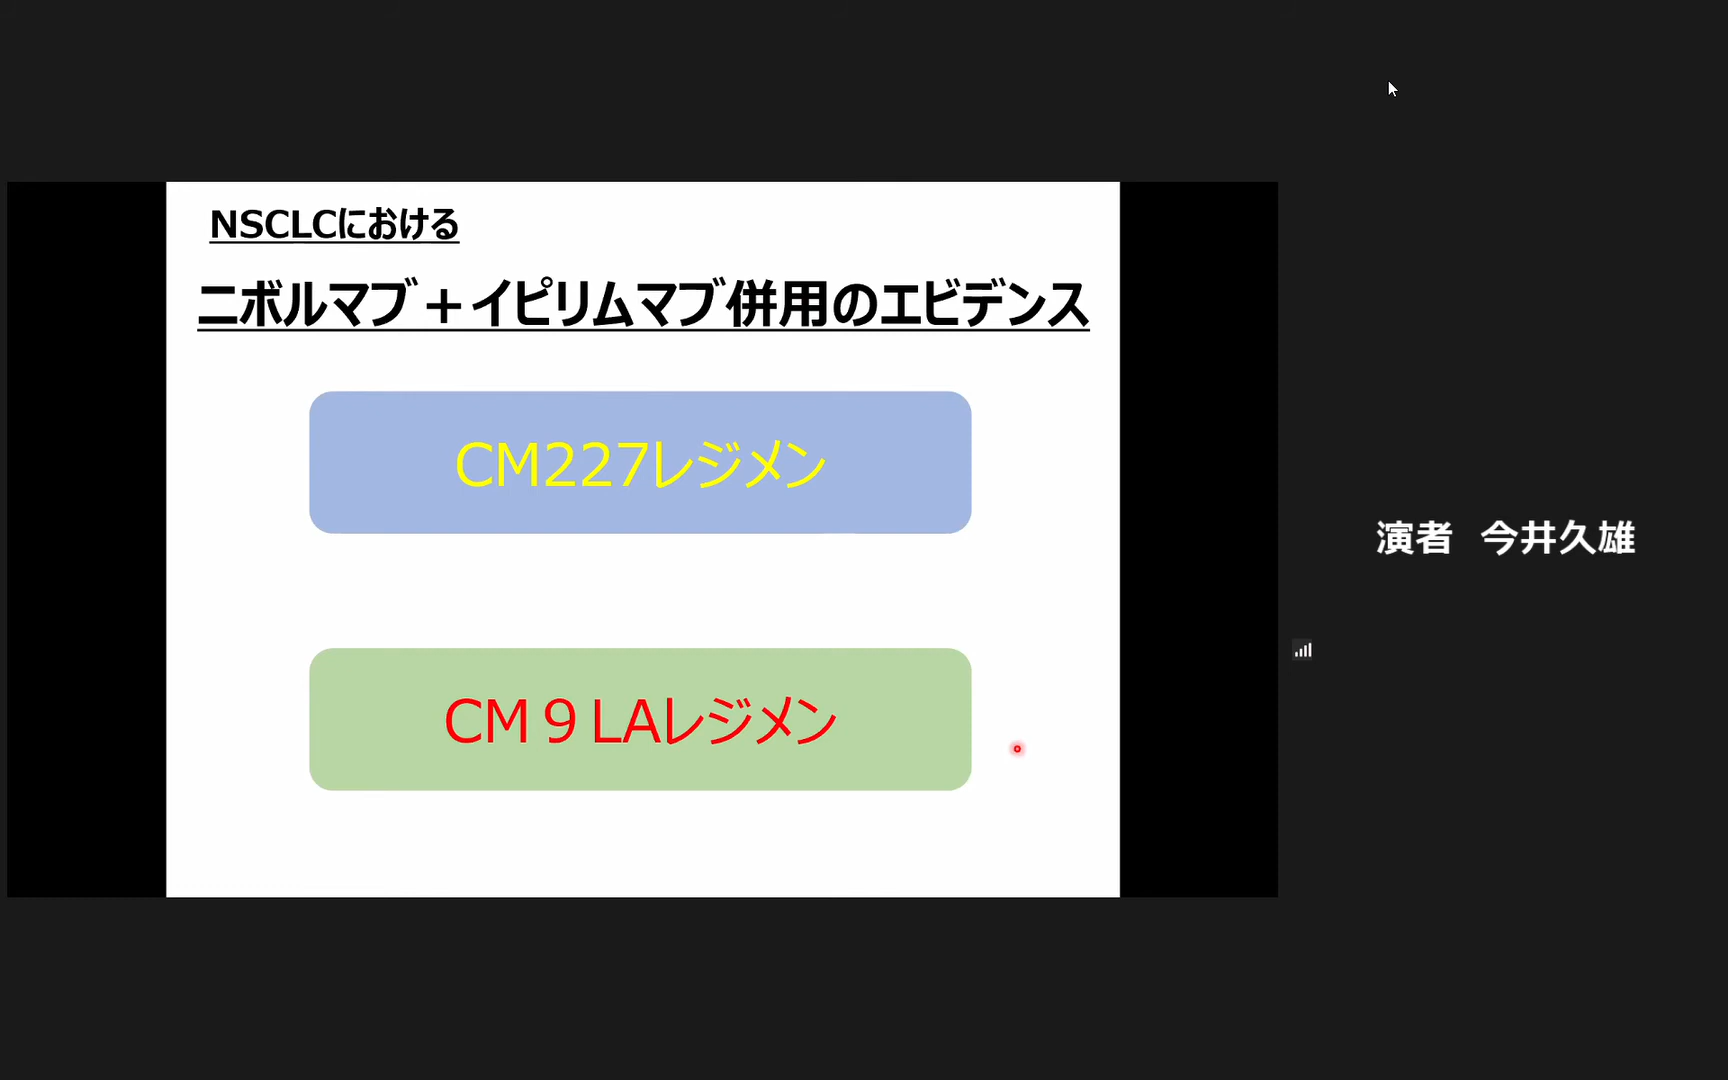 NSCLCにおける
ニボルマブ＋イピリムマブ併用のエビデンス
CM227レジメン
CM９LAレジメン
演者　今井久雄